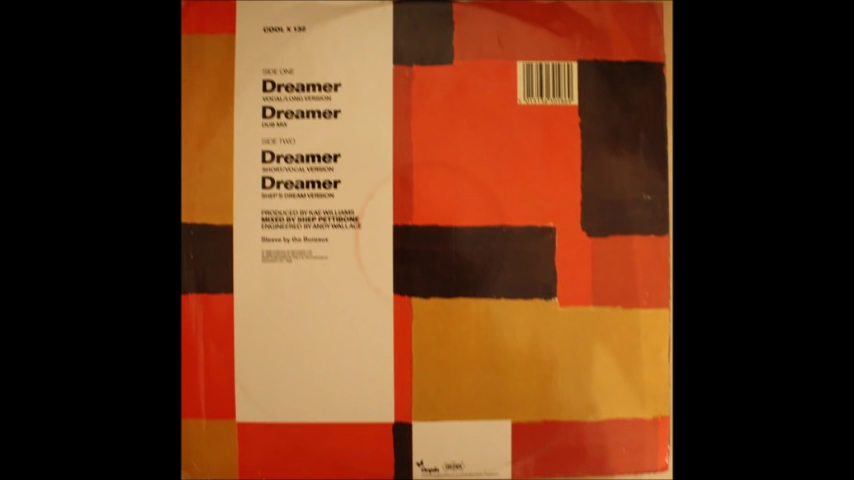 COOL X 132
SIDE ONE
Dreamer
VOCAL/LONG VERSION
Dreamer
DUB MIX
SIDE TWO
Dreamer
SHORT/VOCAL VERSION
Dreamer
SHEP'S DREAM VERSION
PRODUCED BY KAE WILLIAMS
MIXED BY SHEP PETTIBONE
ENGINEERED BY ANDY WALLACE
Sleeve by the Bureaux